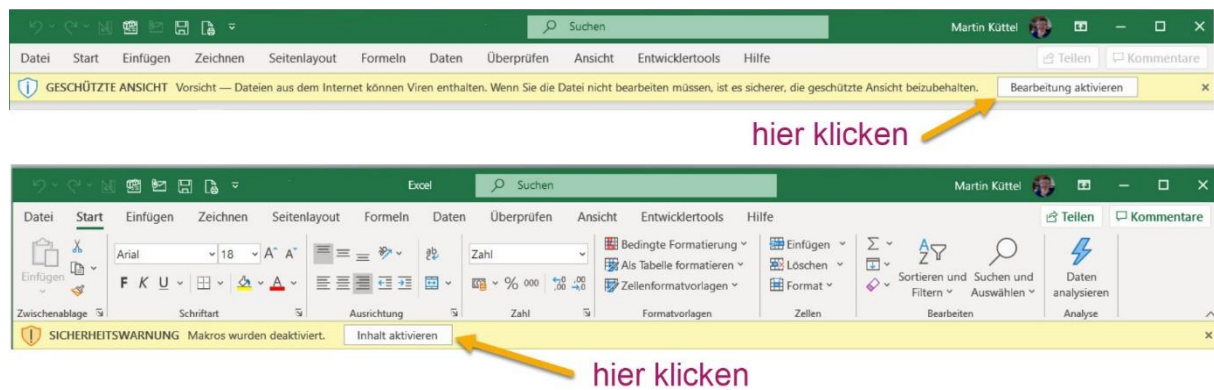 Suchen
Martin Küttel
Datei Start Einfügen Zeichnen Seitenlayout Formeln Daten Überprüfen Ansicht Entwicklertools Hilfe
Teilen Kommentare
GESCHÜTZTE ANSICHT Vorsicht — Dateien aus dem Internet können Viren enthalten. Wenn Sie die Datei nicht bearbeiten müssen, ist es sicherer, die geschützte Ansicht beizubehalten. Bearbeitung aktivieren
hier klicken
Excel Suchen Martin Küttel
Datei Start Einfügen Zeichnen Seitenlayout Formeln Daten Überprüfen Ansicht Entwicklertools Hilfe
Teilen Kommentare
Einfügen
Arial 18 A A
F K U A
ab
Zahl
% 000
Bedingte Formatierung
Als Tabelle formatieren
Zellenformatvorlagen
Einfügen
Löschen
Format
Sortieren und Filtern
Suchen und Auswählen
Daten analysieren
Zwischenablage Schriftart Ausrichtung Zahl Formatvorlagen Zellen Bearbeiten Analyse
SICHERHEITSWARNUNG Makros wurden deaktiviert. Inhalt aktivieren
hier klicken